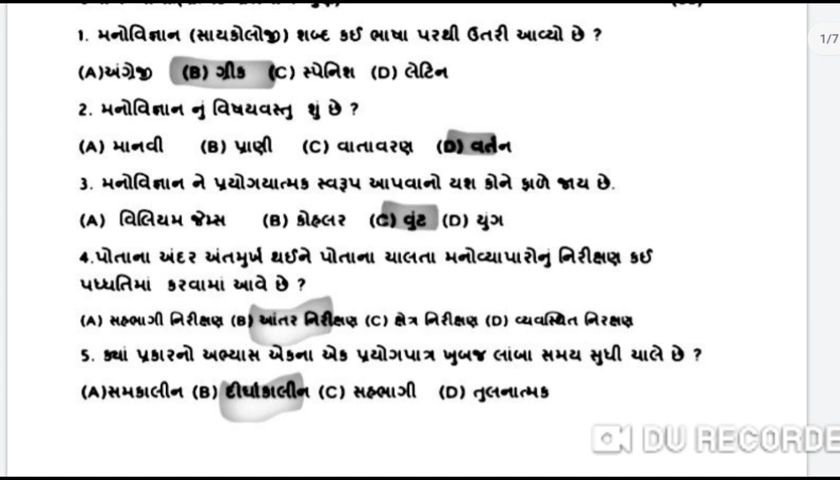 1/7
1. મનોવિજ્ઞાન (સાયકોલોજી) શબ્દ કઈ ભાષા પરથી ઉતરી આવ્યો છે ?
(A)અંગ્રેજી (B) ગ્રીક (C) સ્પેનિશ (D) લેટિન
2. મનોવિજ્ઞાન નું વિષયવસ્તુ શું છે ?
(A) માનવી (B) પ્રાણી (C) વાતાવરણ (D) વર્તન
3. મનોવિજ્ઞાન ને પ્રયોગયાત્મક સ્વરૂપ આપવાનો યશ કોને ફાળે જાય છે.
(A) વિલિયમ જેમ્સ (B) કોહલર (C) વુંટ (D) યુંગ
4.પોતાના અંદર અંતમુર્ખ થઈને પોતાના ચાલતા મનોવ્યાપારોનું નિરીક્ષણ કઈ
પધ્ધતિમાં કરવામાં આવે છે ?
(A) સહભાગી નિરીક્ષણ (B) આંતર નિરીક્ષણ (C) ક્ષેત્ર નિરીક્ષણ (D) વ્યવસ્થિત નિરક્ષણ
5. ક્યાં પ્રકારનો અભ્યાસ એકના એક પ્રયોગપાત્ર ખુબજ લાંબા સમય સુધી ચાલે છે ?
(A)સમકાલીન (B) દીર્ઘાકાલીન (C) સહભાગી (D) તુલનાત્મક
DU RECORDE